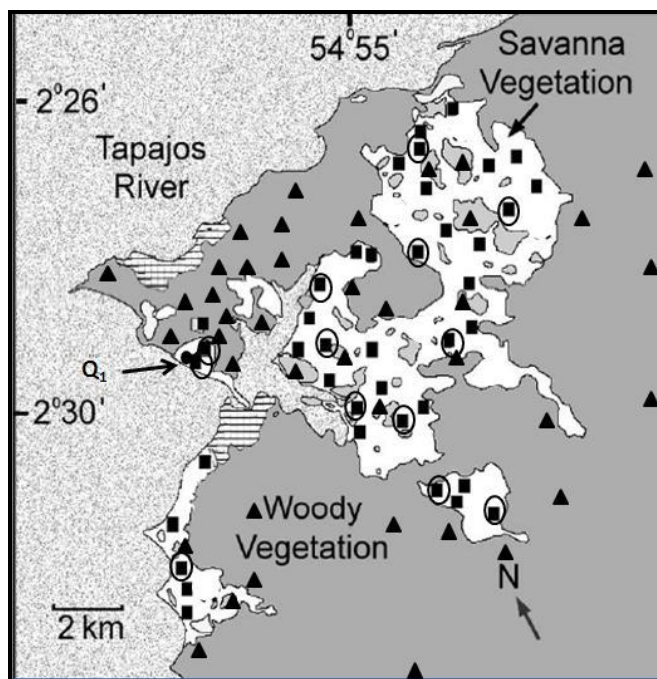 54°55'
Savanna
Vegetation
2°26'
Tapajos
River
Q1
2°30'
Woody
Vegetation
N
2 km